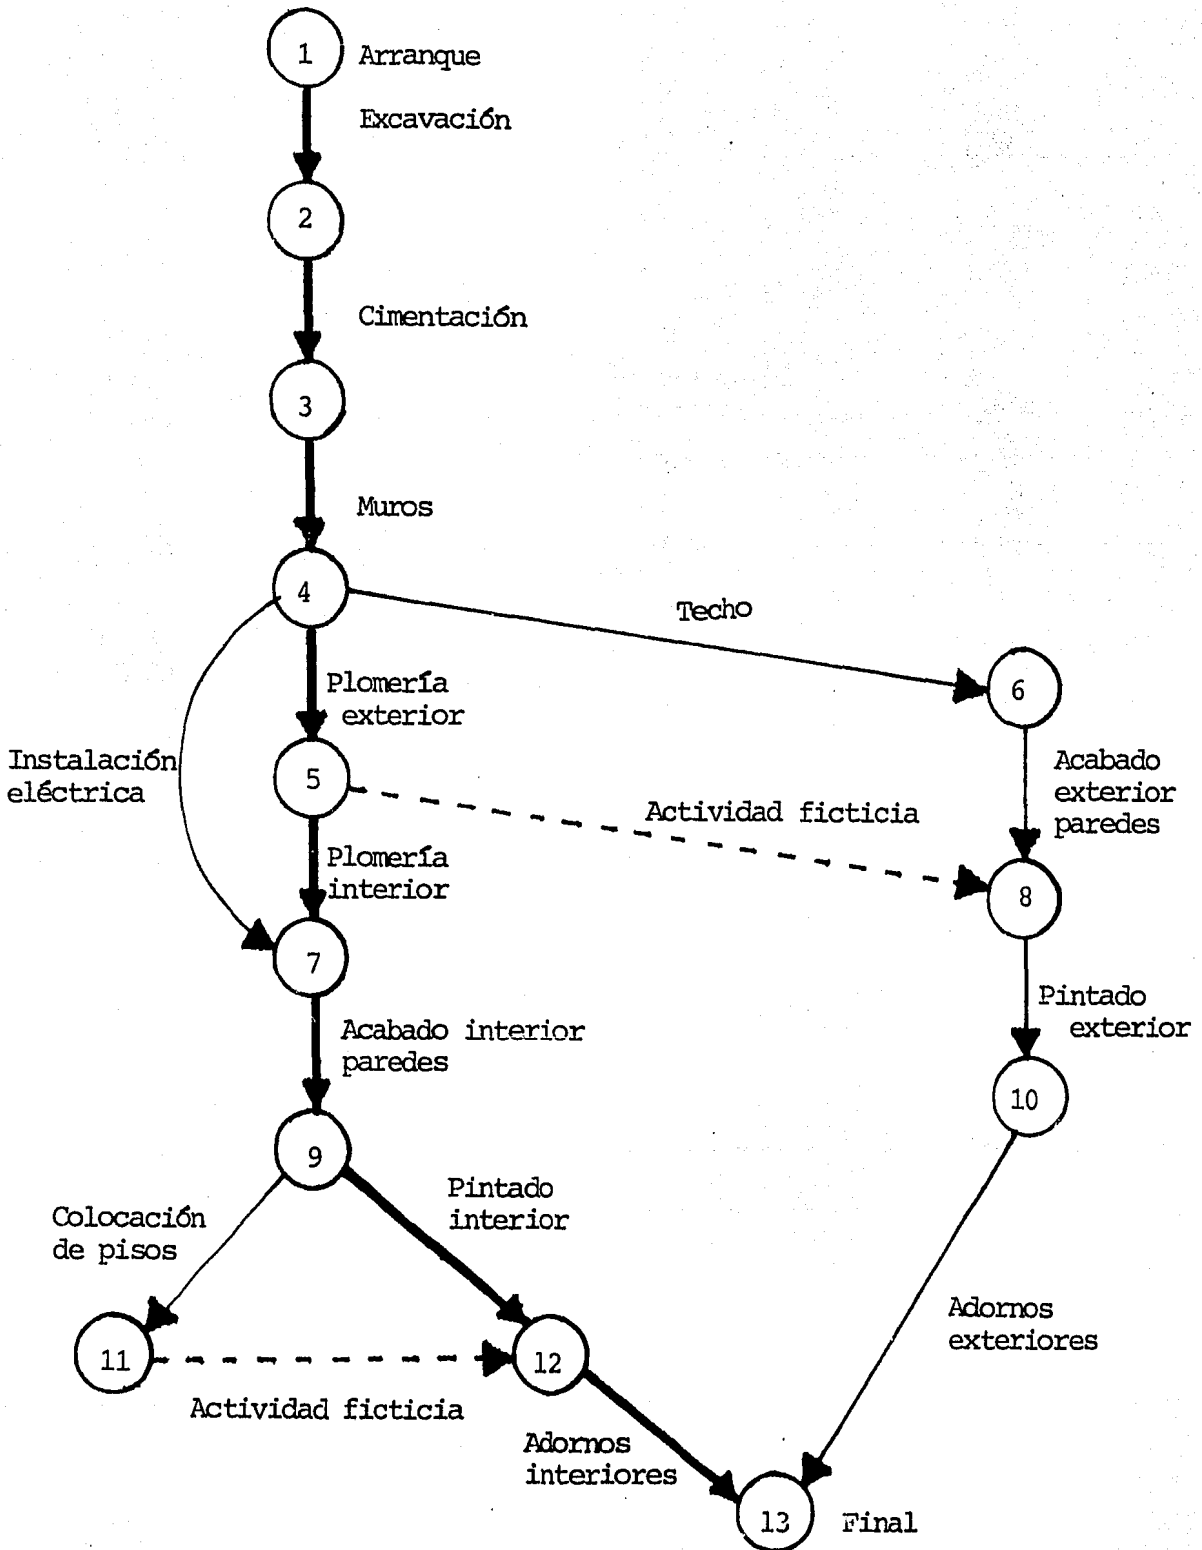 1 Arranque
Excavación
2
Cimentación
3
Muros
4
Techo
6
Plomería
exterior
Instalación
eléctrica
5
Acabado
exterior
paredes
Actividad ficticia
Plomería
interior
8
7
Pintado
exterior
Acabado interior
paredes
10
9
Pintado
interior
Colocación
de pisos
Adornos
exteriores
11
12
Actividad ficticia
Adornos
interiores
13 Final